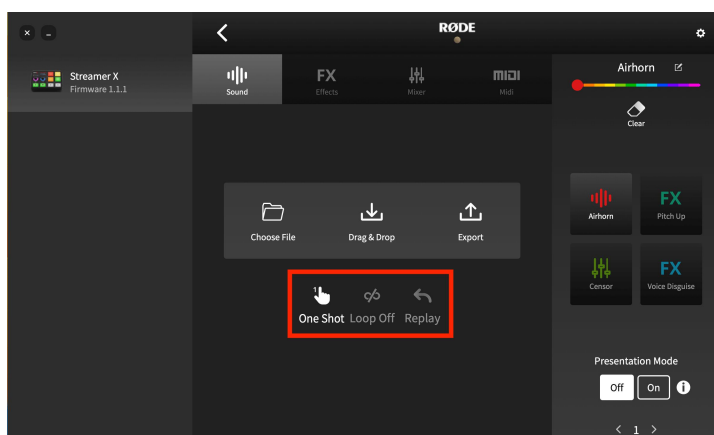 RØDE
Streamer X
Firmware 1.1.1
Sound
FX
Effects
Mixer
MIDI
Midi
Airhorn
Clear
Choose File
Drag & Drop
Export
1
One Shot
Loop Off
Replay
Airhorn
FX
Pitch Up
Censor
FX
Voice Disguise
Presentation Mode
Off
On
i
< 1 >